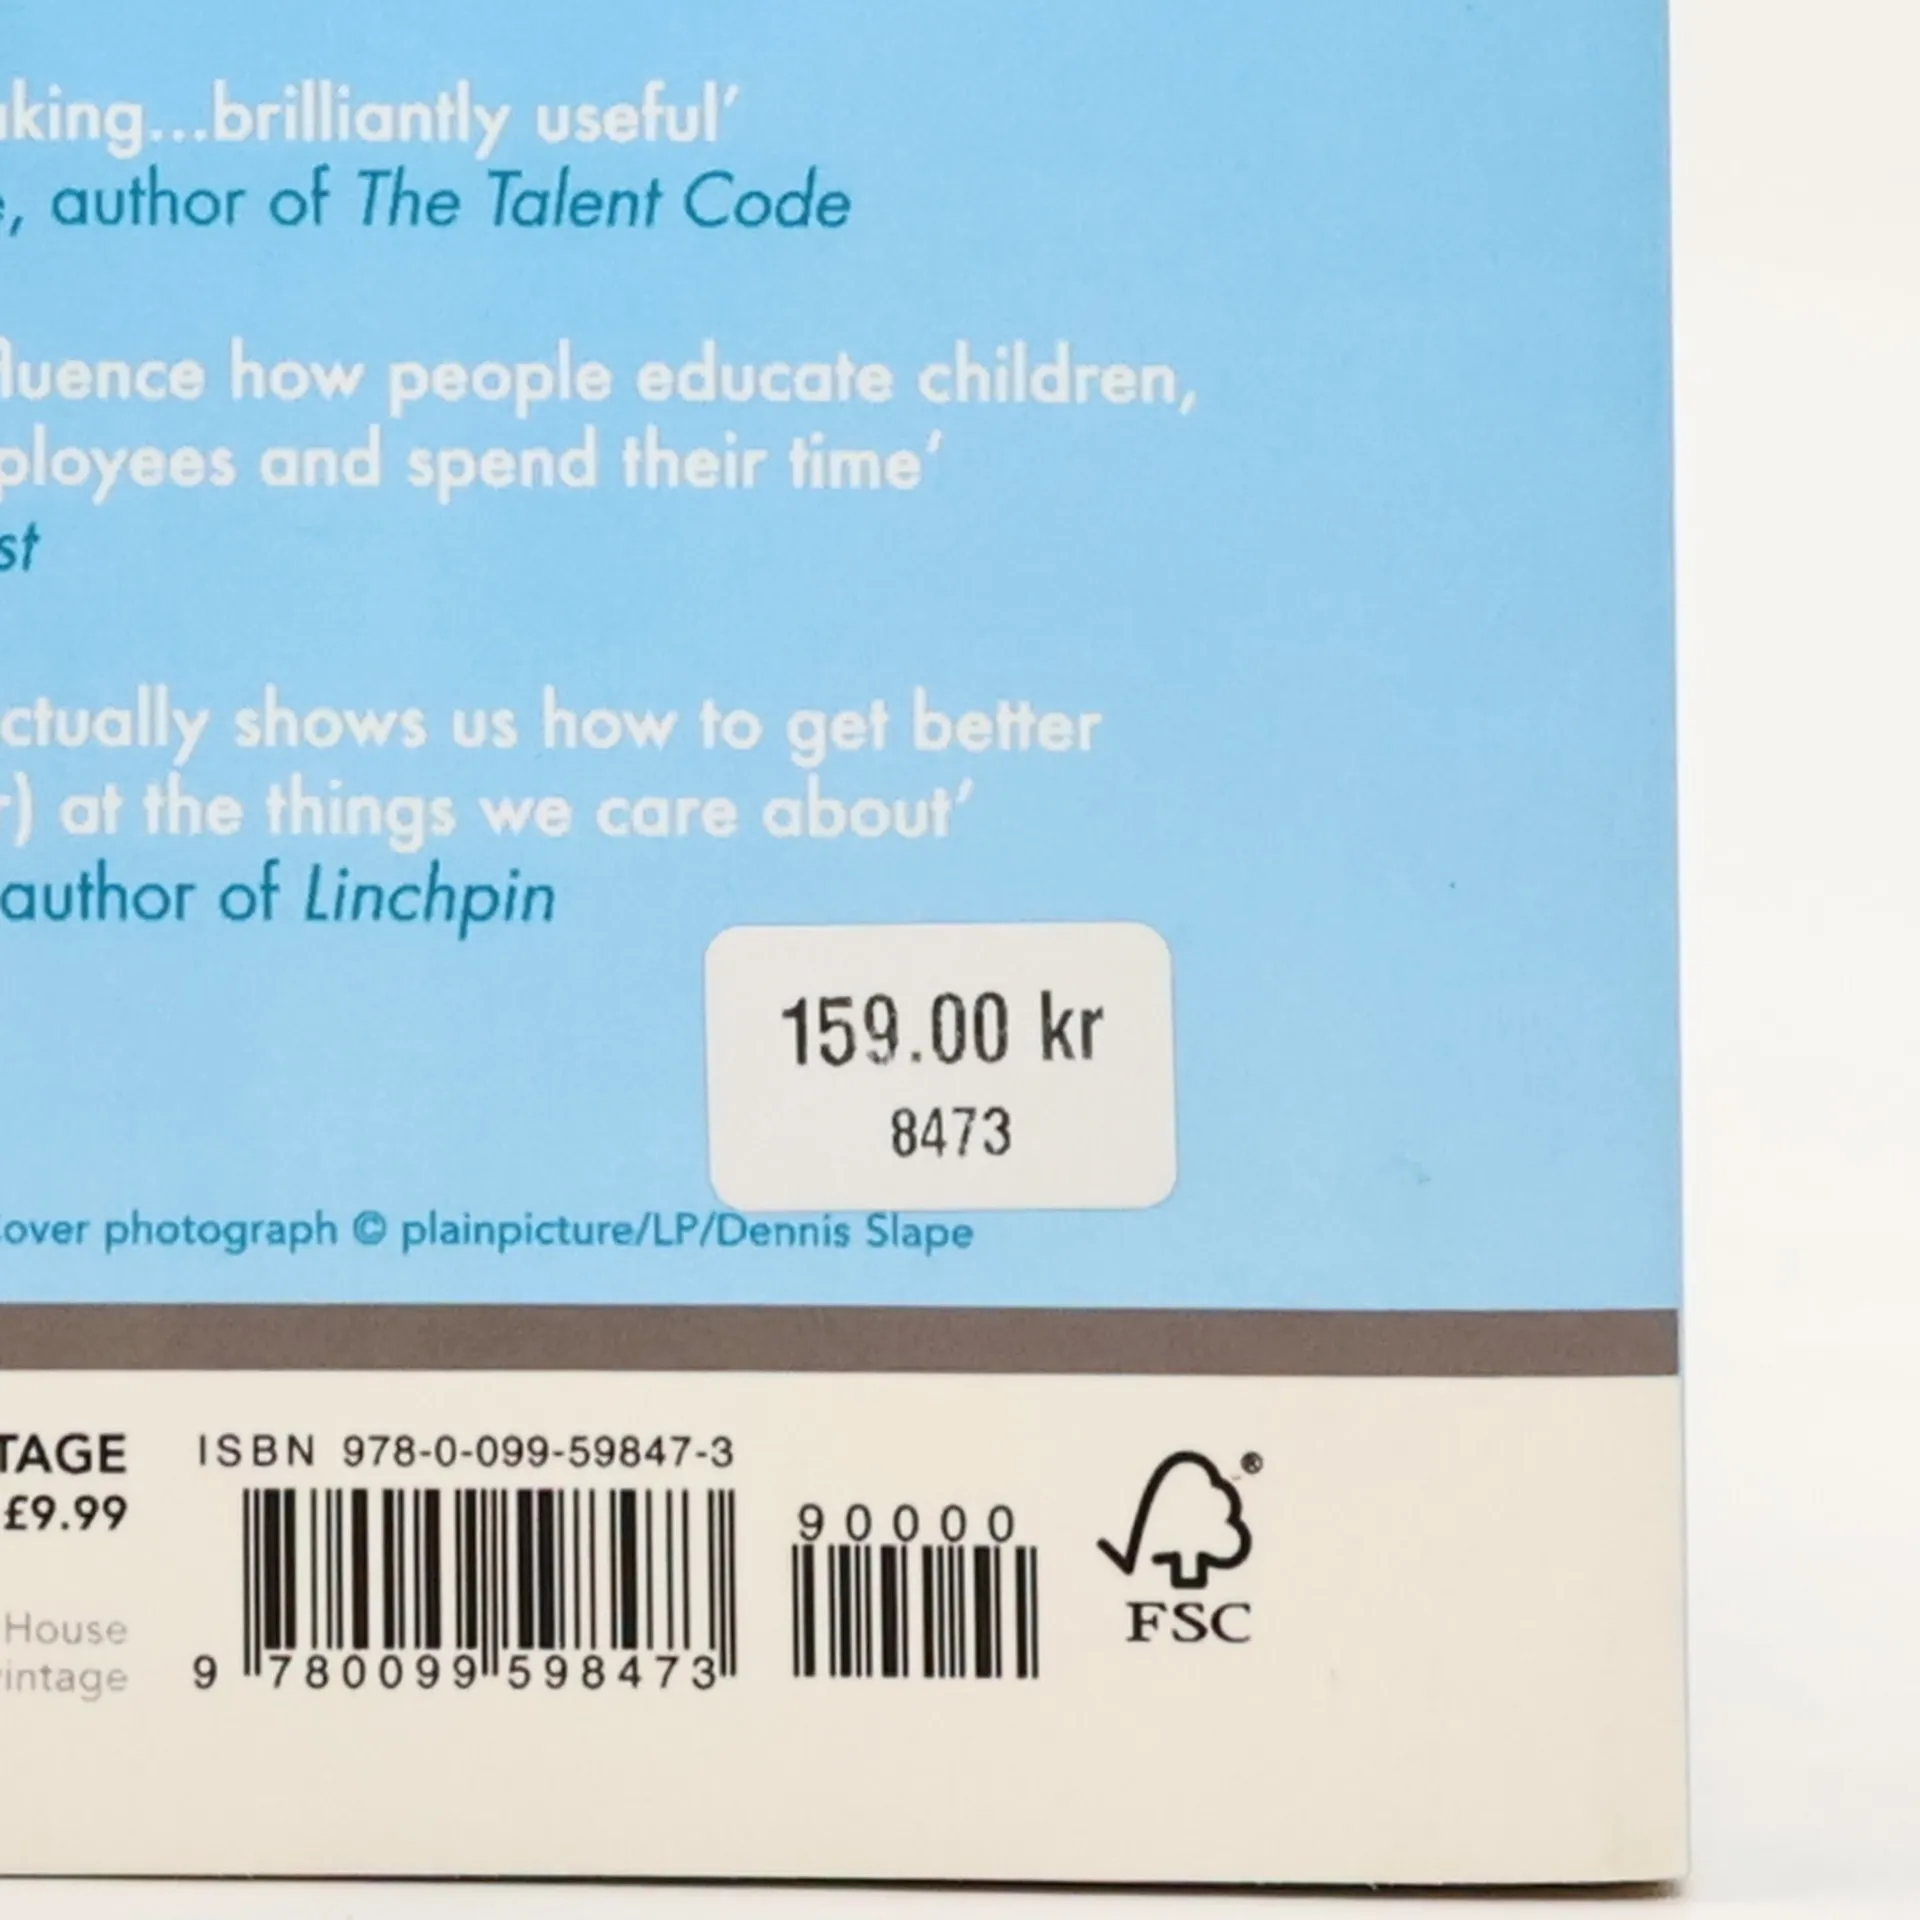 aking...brilliantly useful’
e, author of The Talent Code
fluence how people educate children,
ployees and spend their time’
st
ctually shows us how to get better
r) at the things we care about’
author of Linchpin
159.00 kr
8473
Cover photograph © plainpicture/LP/Dennis Slape
TAGE
£9.99
House
vintage
ISBN 978-0-099-59847-3
90000
9 780099 598473
®
FSC